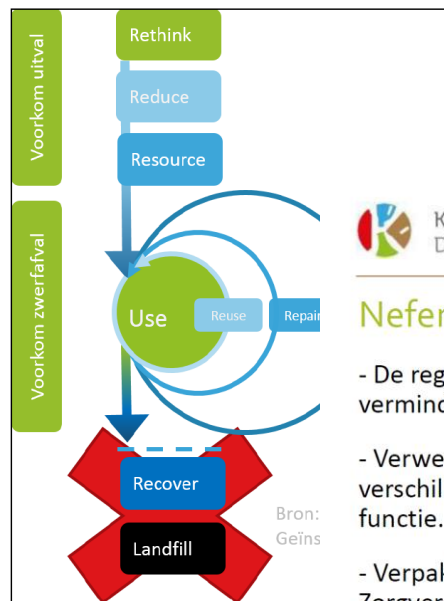 Voorkom uitval
Rethink
Reduce
Resource
Voorkom zwerfafval
Use
Reuse
Repair
Recover
Landfill
Bron:
Geïns
K
D
Nefer
- De reg
vermind
- Verwe
verschil
functie.
- Verpak
Zorgver